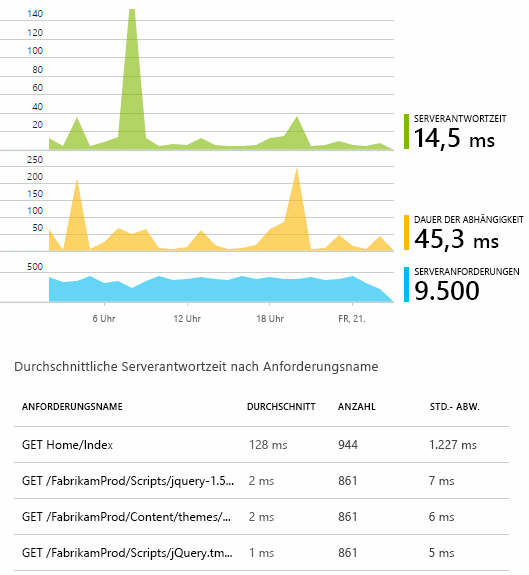 140
120
100
80
60
40
20
SERVERANTWORTZEIT
14,5 ms
250
200
150
100
50
DAUER DER ABHÄNGIGKEIT
45,3 ms
500
SERVERANFORDERUNGEN
9.500
6 Uhr 12 Uhr 18 Uhr FR, 21.
Durchschnittliche Serverantwortzeit nach Anforderungsname
ANFORDERUNGSNAME DURCHSCHNITT ANZAHL STD.- ABW.
GET Home/Index 128 ms 944 1.227 ms
GET /FabrikamProd/Scripts/jquery-1.5... 2 ms 861 7 ms
GET /FabrikamProd/Content/themes/... 2 ms 861 6 ms
GET /FabrikamProd/Scripts/jQuery.tm... 1 ms 861 5 ms